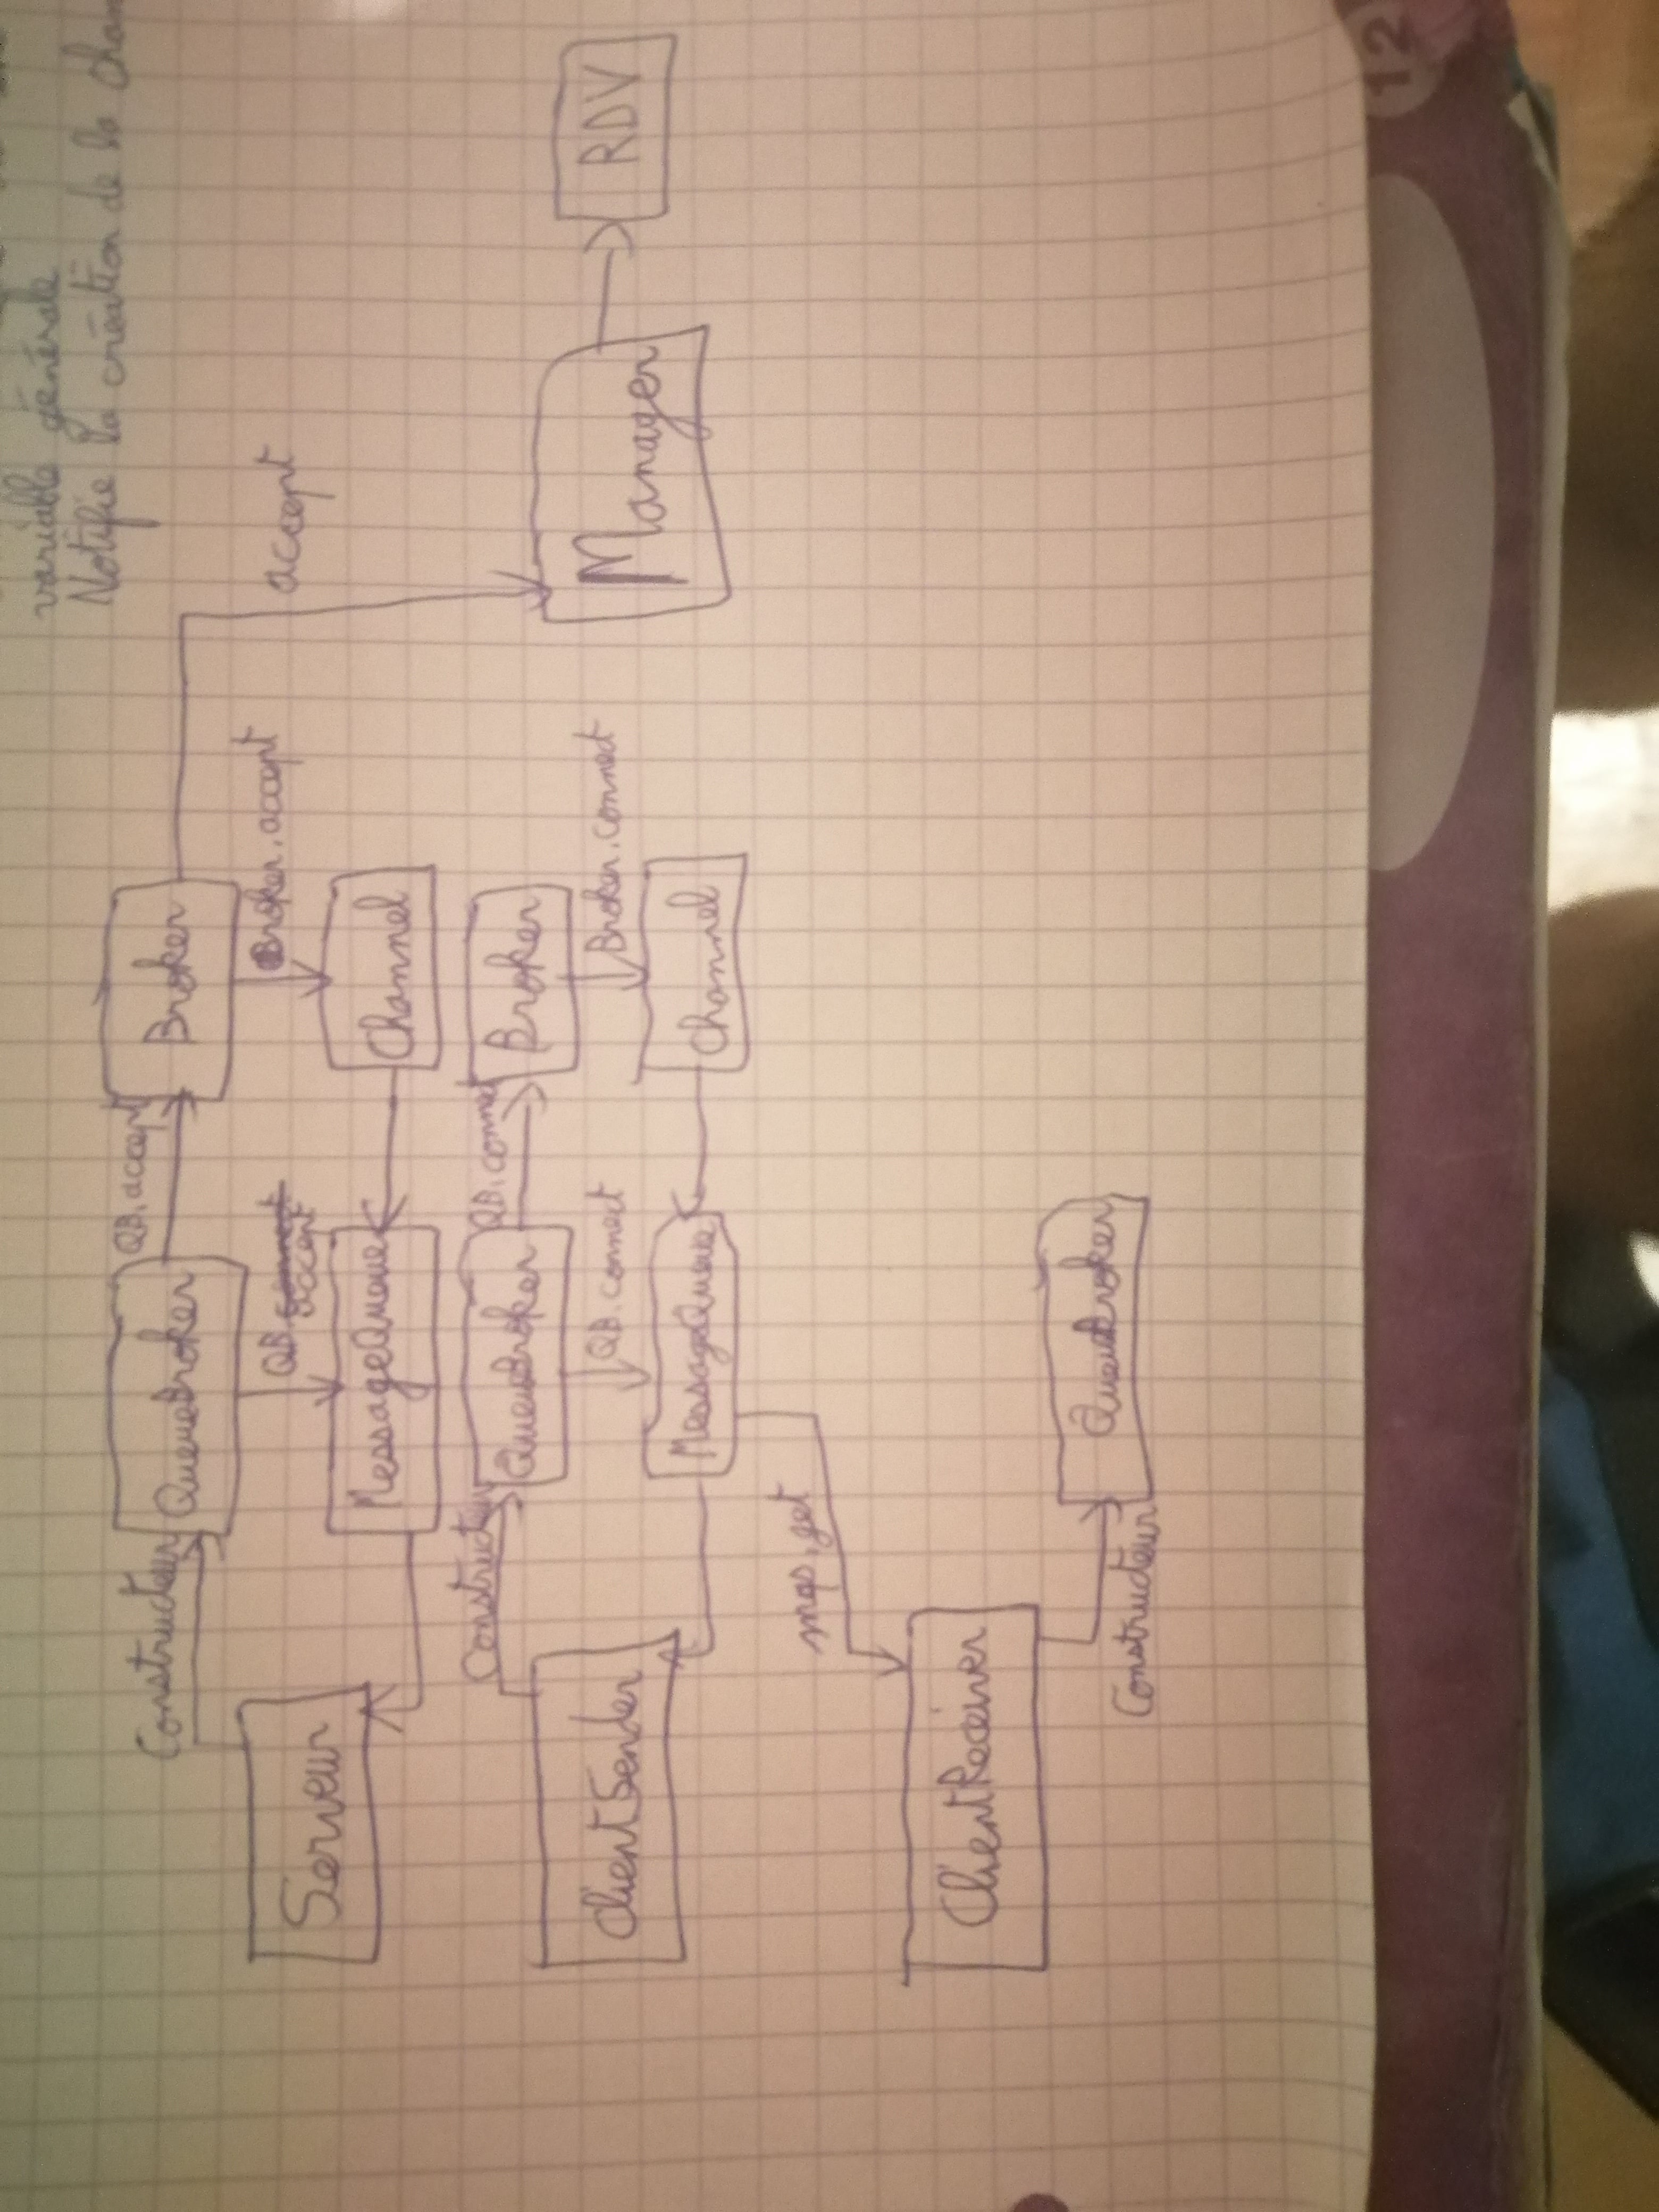 variable générale
Notifie la création de la
accept
RDV
Manager
Constructeur
QueueBroker
QB.accept
Broker
QB.connect
accept
Broker.accept
Serveur
MessageQueue
Channel
Constructeur
QueueBroker
QB.connect
Broker
QB.connect
Broker.connect
ClientSender
MessageQueue
Channel
mqs.get
ClientReceiver
QueueBroker
Constructeur
12